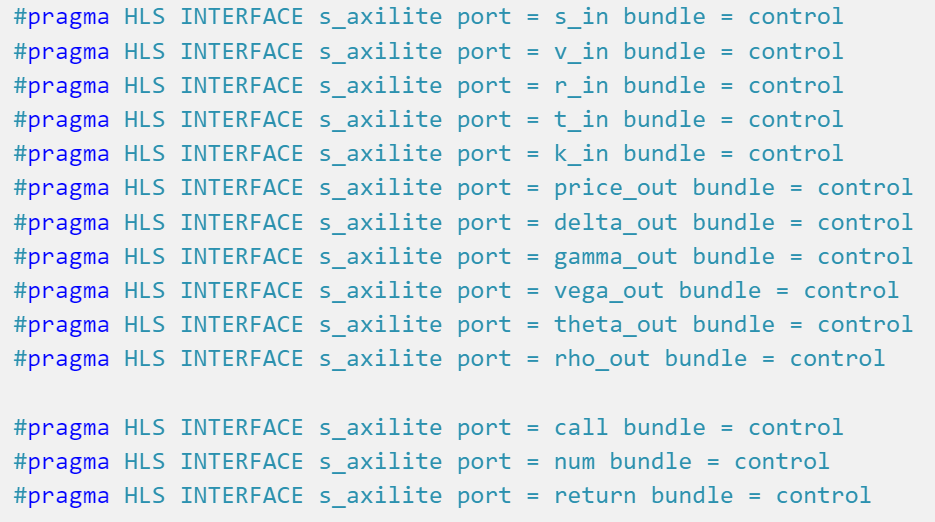 #pragma HLS INTERFACE s_axilite port = s_in bundle = control
#pragma HLS INTERFACE s_axilite port = v_in bundle = control
#pragma HLS INTERFACE s_axilite port = r_in bundle = control
#pragma HLS INTERFACE s_axilite port = t_in bundle = control
#pragma HLS INTERFACE s_axilite port = k_in bundle = control
#pragma HLS INTERFACE s_axilite port = price_out bundle = control
#pragma HLS INTERFACE s_axilite port = delta_out bundle = control
#pragma HLS INTERFACE s_axilite port = gamma_out bundle = control
#pragma HLS INTERFACE s_axilite port = vega_out bundle = control
#pragma HLS INTERFACE s_axilite port = theta_out bundle = control
#pragma HLS INTERFACE s_axilite port = rho_out bundle = control
#pragma HLS INTERFACE s_axilite port = call bundle = control
#pragma HLS INTERFACE s_axilite port = num bundle = control
#pragma HLS INTERFACE s_axilite port = return bundle = control